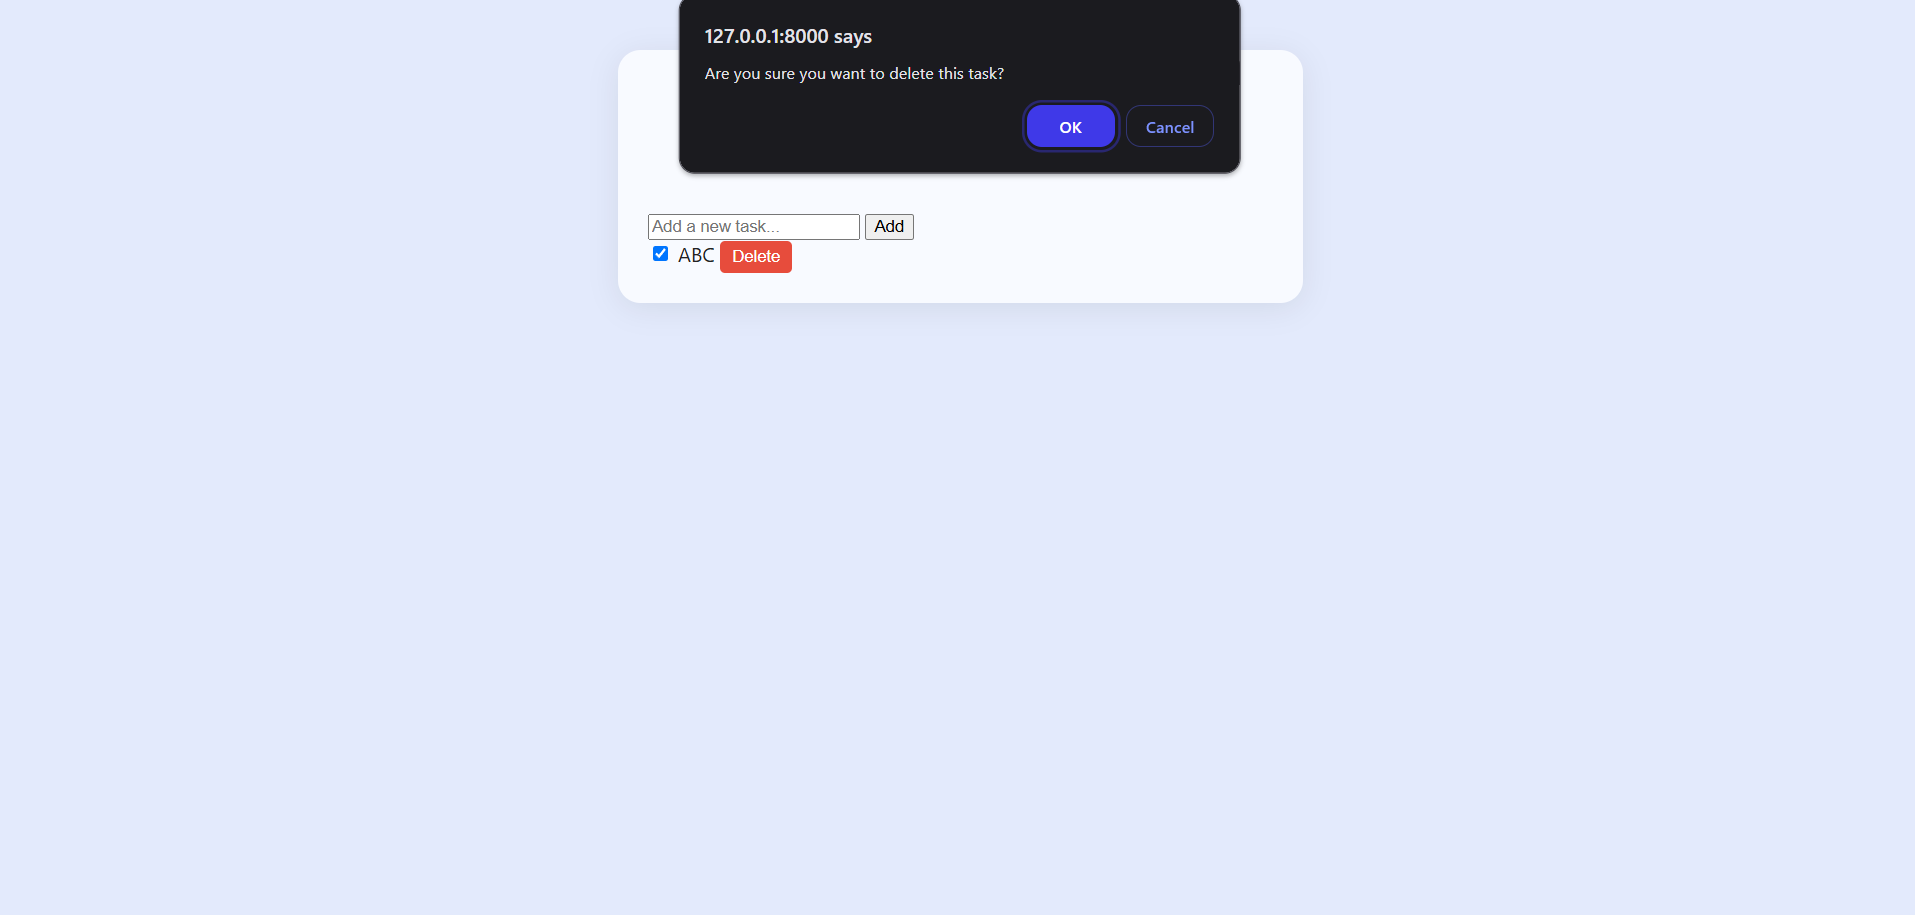 127.0.0.1:8000 says
Are you sure you want to delete this task?
OK Cancel
Add a new task... Add
ABC Delete